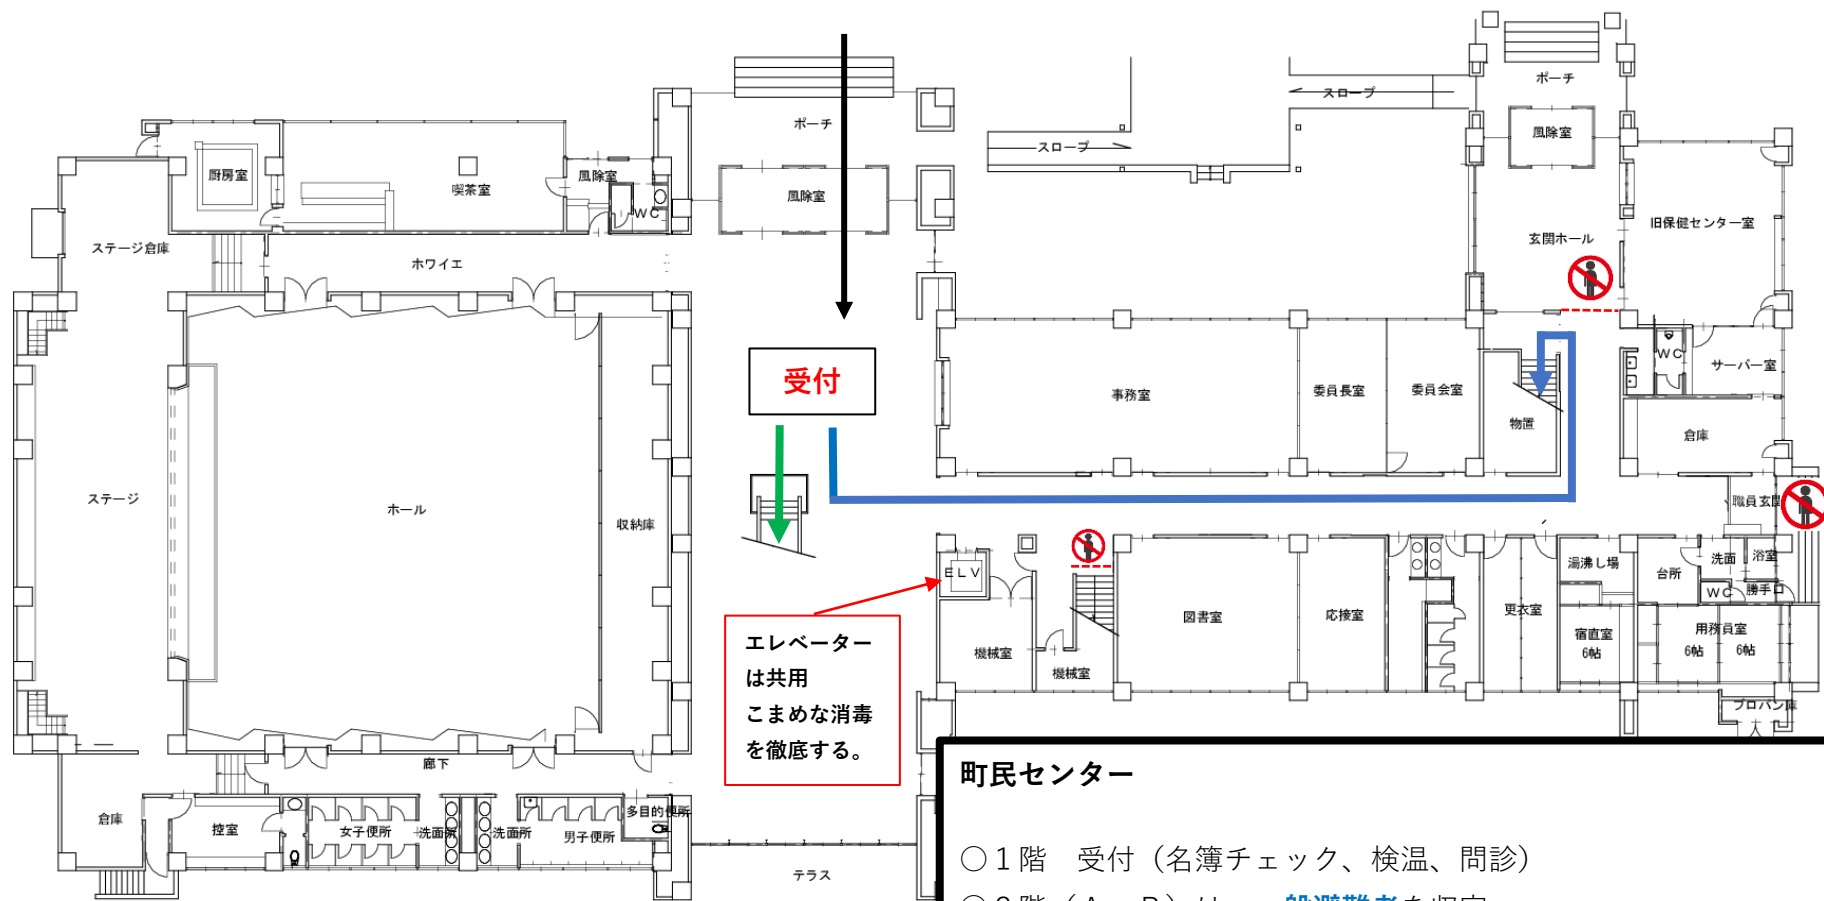 ポーチ
スロープ
ポーチ
風除室
スロープ
厨房室
喫茶室
風除室
WC
風除室
ステージ倉庫
ホワイエ
玄関ホール
旧保健センター室
受付
事務室
委員長室
委員会室
物置
WC
サーバー室
倉庫
ステージ
ホール
収納庫
職員玄関
ELV
機械室
機械室
図書室
応接室
更衣室
湯沸し場
宿直室
6帖
台所
洗面
浴室
WC
勝手口
用務員室
6帖
6帖
プロパン庫
エレベーター
は共用
こまめな消毒
を徹底する。
廊下
倉庫
控室
女子便所
洗面所
洗面所
男子便所
多目的便所
テラス
町民センター
〇１階　受付（名簿チェック、検温、問診）